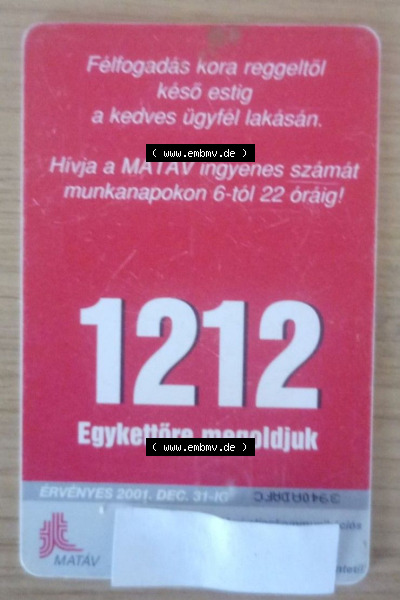 Félfogadás kora reggeltől
késő estig
a kedves ügyfél lakásán.
( www.embmv.de )
Hívja a MATÁV ingyenes számát
munkanapokon 6-tól 22 óráig!
1212
Egykettőre megoldjuk
( www.embmv.de )
ÉRVÉNYES 2001. DEC. 31-IG
MATÁV